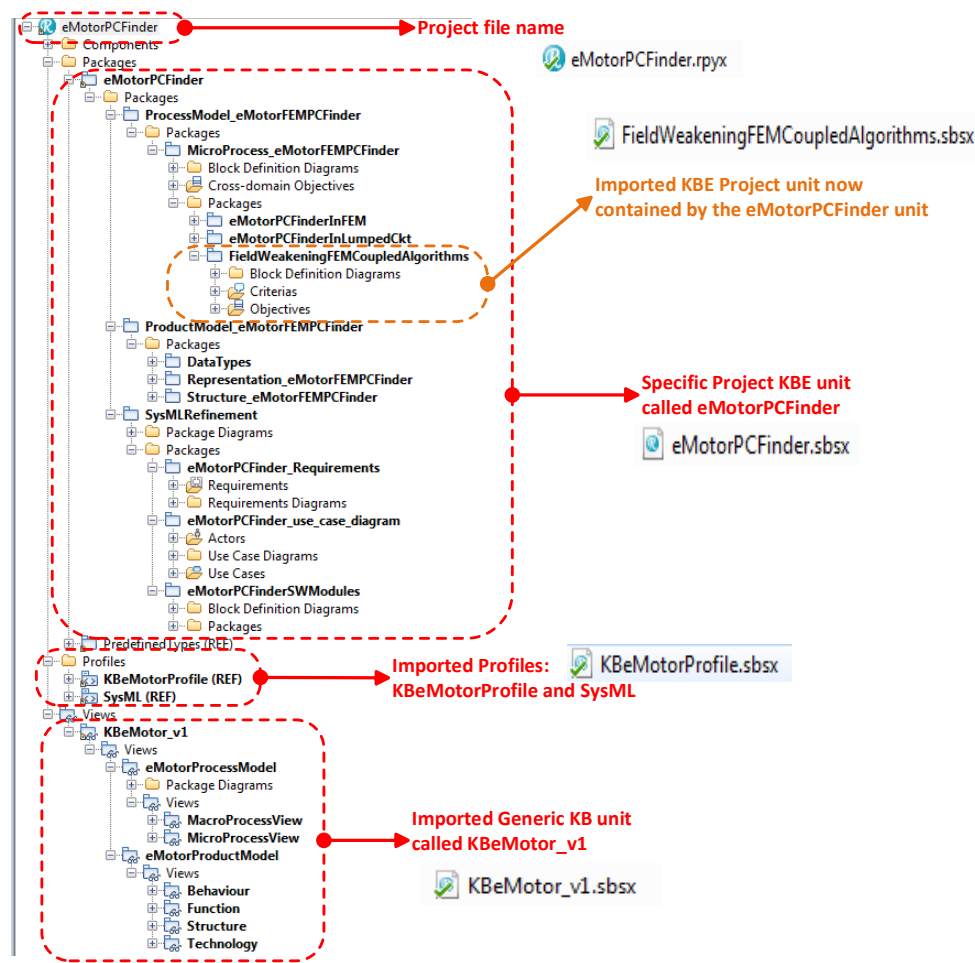 eMotorPCFinder
Project file name
Components
Packages
eMotorPCFinder.rpyx
eMotorPCFinder
Packages
ProcessModel_eMotorFEMPCFinder
Packages
FieldWeakeningFEMCoupledAlgorithms.sbsx
MicroProcess_eMotorFEMPCFinder
Block Definition Diagrams
Cross-domain Objectives
Imported KBE Project unit now
contained by the eMotorPCFinder unit
Packages
eMotorPCFinderInFEM
eMotorPCFinderInLumpedCkt
FieldWeakeningFEMCoupledAlgorithms
Block Definition Diagrams
Criterias
Objectives
ProductModel_eMotorFEMPCFinder
Packages
DataTypes
Representation_eMotorFEMPCFinder
Structure_eMotorFEMPCFinder
Specific Project KBE unit
called eMotorPCFinder
eMotorPCFinder.sbsx
SysMLRefinement
Package Diagrams
Packages
eMotorPCFinder_Requirements
Requirements
Requirements Diagrams
eMotorPCFinder_use_case_diagram
Actors
Use Case Diagrams
Use Cases
eMotorPCFinderSWModules
Block Definition Diagrams
Packages
PredefinedTypes (REF)
Profiles
KBeMotorProfile (REF)
SysML (REF)
Imported Profiles:
KBeMotorProfile and SysML
KBeMotorProfile.sbsx
Views
KBeMotor_v1
Views
eMotorProcessModel
Package Diagrams
Views
MacroProcessView
MicroProcessView
eMotorProductModel
Views
Behaviour
Function
Structure
Technology
Imported Generic KB unit
called KBeMotor_v1
KBeMotor_v1.sbsx